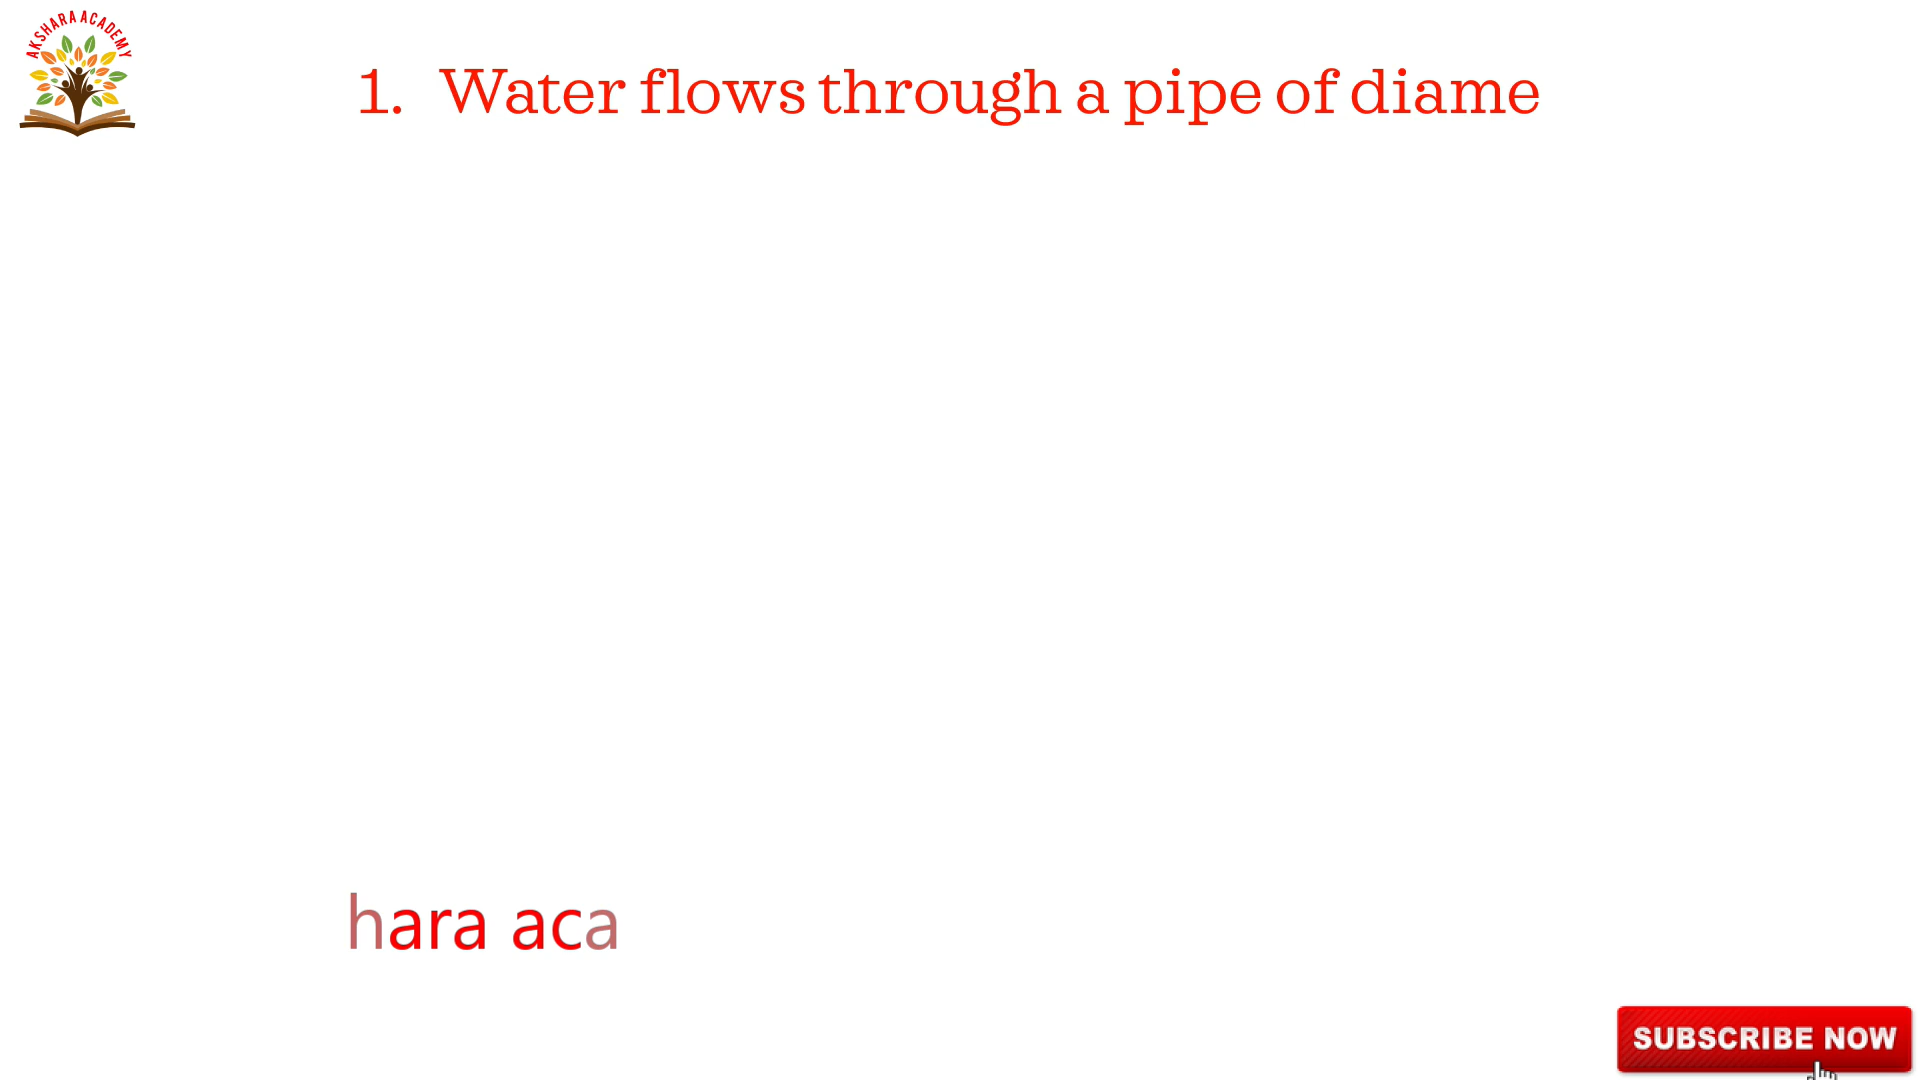 AKSHARA ACADEMY
1. Water flows through a pipe of diame
hara aca
SUBSCRIBE NOW